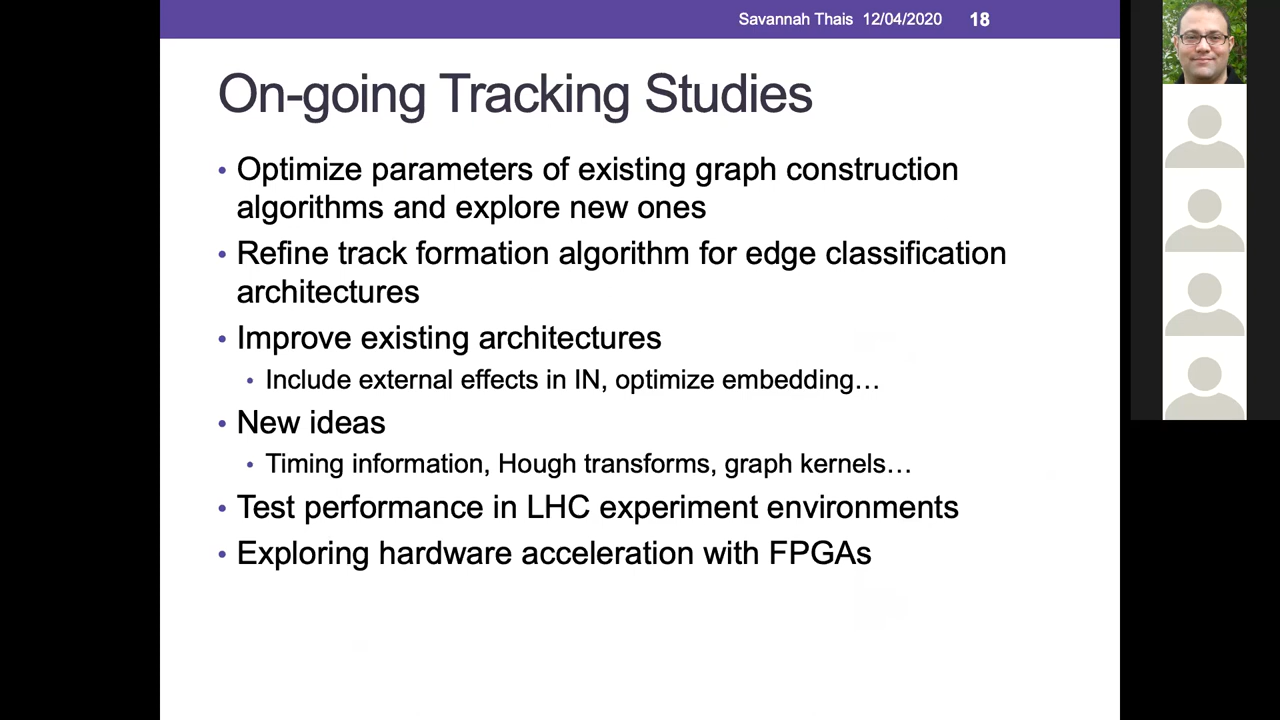 Savannah Thais 12/04/2020 18
On-going Tracking Studies
• Optimize parameters of existing graph construction
algorithms and explore new ones
• Refine track formation algorithm for edge classification
architectures
• Improve existing architectures
• Include external effects in IN, optimize embedding…
• New ideas
• Timing information, Hough transforms, graph kernels…
• Test performance in LHC experiment environments
• Exploring hardware acceleration with FPGAs